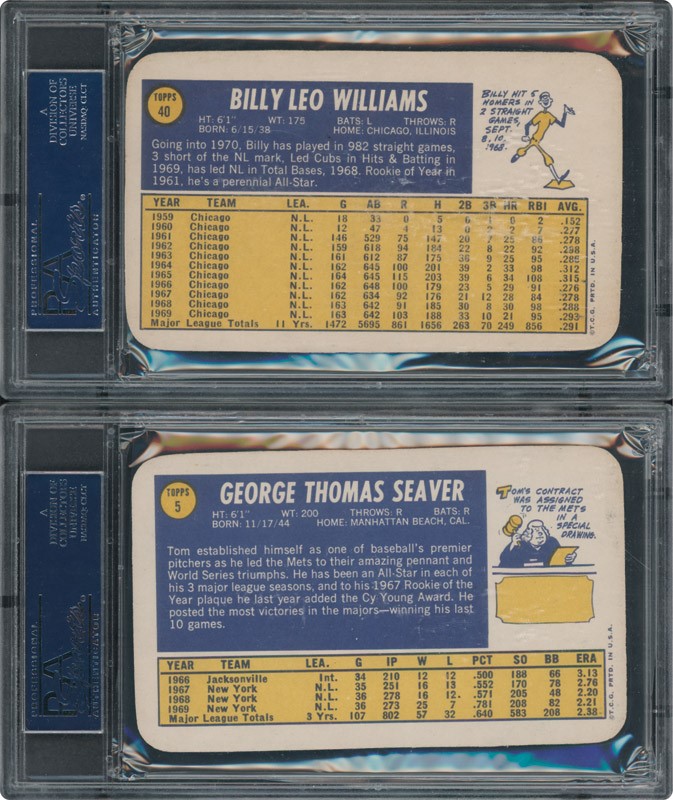 A
DIVISION OF
COLLECTORS
UNIVERSE
NASDAQ: CLCT
PROFESSIONAL
PSA
Sports
AUTHENTICATOR
TOPPS
40
BILLY LEO WILLIAMS
HT: 6'1" WT: 175 BATS: L THROWS: R
BORN: 6/15/38 HOME: CHICAGO, ILLINOIS
Going into 1970, Billy has played in 982 straight games,
3 short of the NL mark, Led Cubs in Hits & Batting in
1969, has led NL in Total Bases, 1968. Rookie of Year in
1961, he's a perennial All-Star.
BILLY HIT 5
HOMERS IN
2 STRAIGHT
GAMES,
SEPT.
8, 10,
1968.
YEAR TEAM LEA. G AB R H 2B 3B HR RBI AVG.
1959 Chicago N.L. 18 33 0 5 0 1 0 2 .152
1960 Chicago N.L. 12 47 4 13 0 2 2 7 .277
1961 Chicago N.L. 146 529 75 147 20 7 25 86 .278
1962 Chicago N.L. 159 618 94 184 22 8 22 92 .298
1963 Chicago N.L. 161 612 87 175 36 9 25 95 .286
1964 Chicago N.L. 162 645 100 201 39 2 33 98 .312
1965 Chicago N.L. 164 645 115 203 39 6 34 108 .315
1966 Chicago N.L. 162 648 100 179 23 5 29 91 .276
1967 Chicago N.L. 162 634 92 176 21 12 28 84 .278
1968 Chicago N.L. 163 642 91 185 30 8 30 98 .288
1969 Chicago N.L. 163 642 103 188 33 10 21 95 .293
Major League Totals 11 Yrs. 1472 5695 861 1656 263 70 249 856 .291
©T.C.G. PRTD. IN U.S.A.
A
DIVISION OF
COLLECTORS
UNIVERSE
NASDAQ: CLCT
PROFESSIONAL
PSA
Sports
AUTHENTICATOR
TOPPS
5
GEORGE THOMAS SEAVER
HT: 6'1" WT: 200 THROWS: R BATS: R
BORN: 11/17/44 HOME: MANHATTAN BEACH, CAL.
Tom established himself as one of baseball's premier
pitchers as he led the Mets to their amazing pennant and
World Series triumphs. He has been an All-Star in each of
his 3 major league seasons, and to his 1967 Rookie of the
Year plaque he last year added the Cy Young Award. He
posted the most victories in the majors—winning his last
10 games.
TOM'S CONTRACT
WAS ASSIGNED
TO THE METS
IN A
SPECIAL
DRAWING.
YEAR TEAM LEA. G IP W L PCT SO BB ERA
1966 Jacksonville Int. 34 210 12 12 .500 188 66 3.13
1967 New York N.L. 35 251 16 13 .552 170 78 2.76
1968 New York N.L. 36 278 16 12 .571 205 48 2.20
1969 New York N.L. 36 273 25 7 .781 208 82 2.21
Major League Totals 3 Yrs. 107 802 57 32 .640 583 208 2.38
©T.C.G. PRTD. IN U.S.A.